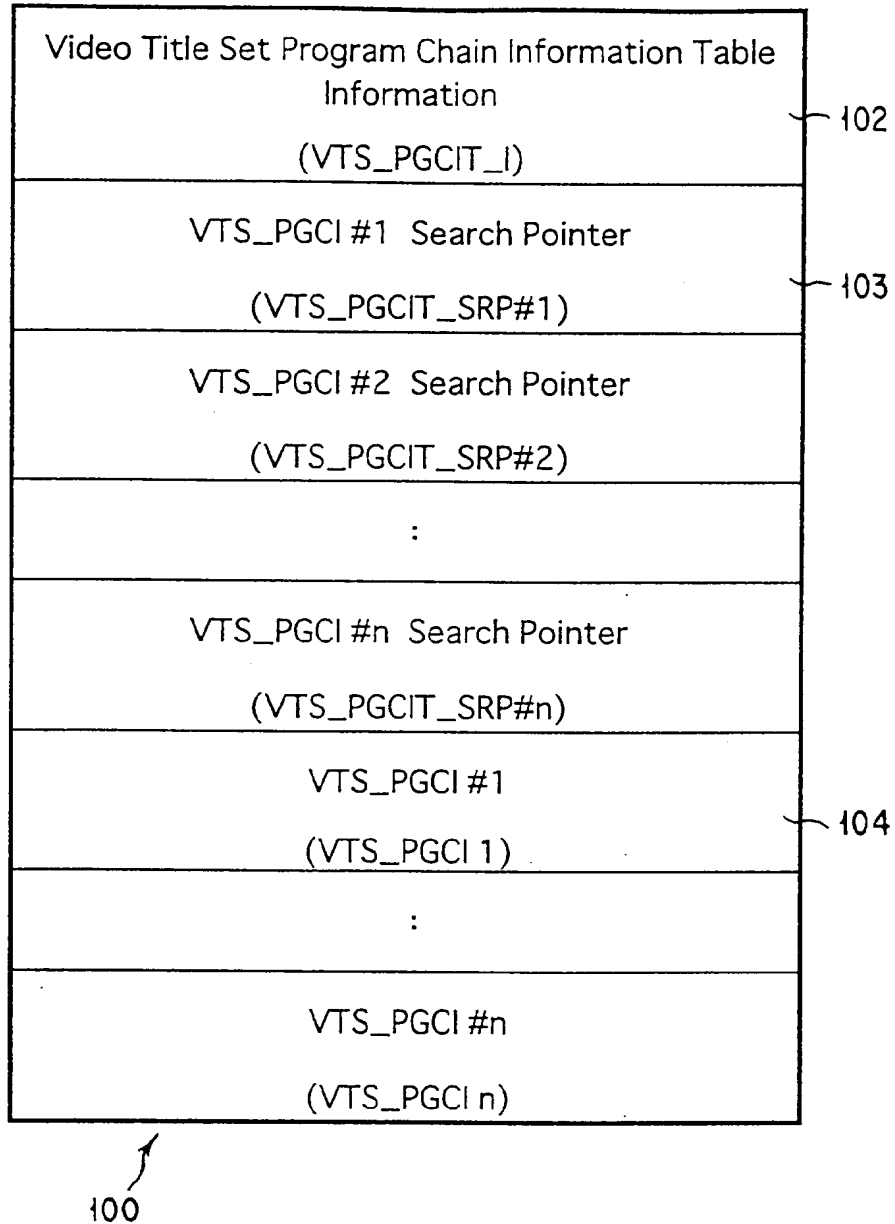 Video Title Set Program Chain Information Table
Information
(VTS_PGCIT_I)
102
VTS_PGCI #1 Search Pointer
(VTS_PGCIT_SRP#1)
103
VTS_PGCI #2 Search Pointer
(VTS_PGCIT_SRP#2)
:
VTS_PGCI #n Search Pointer
(VTS_PGCIT_SRP#n)
VTS_PGCI #1
(VTS_PGCI 1)
104
:
VTS_PGCI #n
(VTS_PGCI n)
100